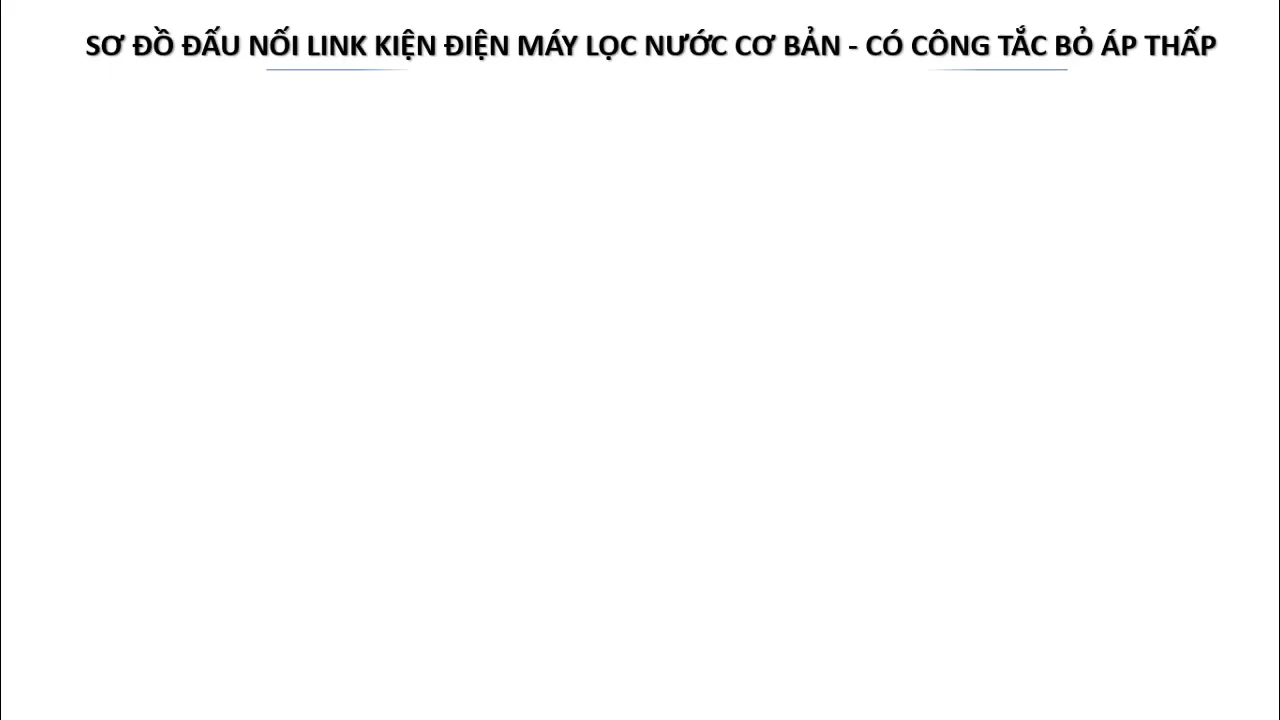 SƠ ĐỒ ĐẤU NỐI LINK KIỆN ĐIỆN MÁY LỌC NƯỚC CƠ BẢN - CÓ CÔNG TẮC BỎ ÁP THẤP